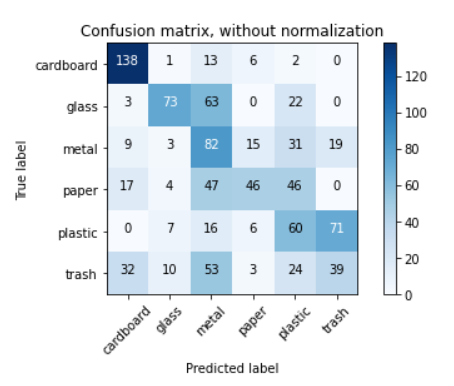 Confusion matrix, without normalization
cardboard 138 1 13 6 2 0
glass 3 73 63 0 22 0
metal 9 3 82 15 31 19
paper 17 4 47 46 46 0
plastic 0 7 16 6 60 71
trash 32 10 53 3 24 39
cardboard glass metal paper plastic trash
True label
Predicted label
120
100
80
60
40
20
0